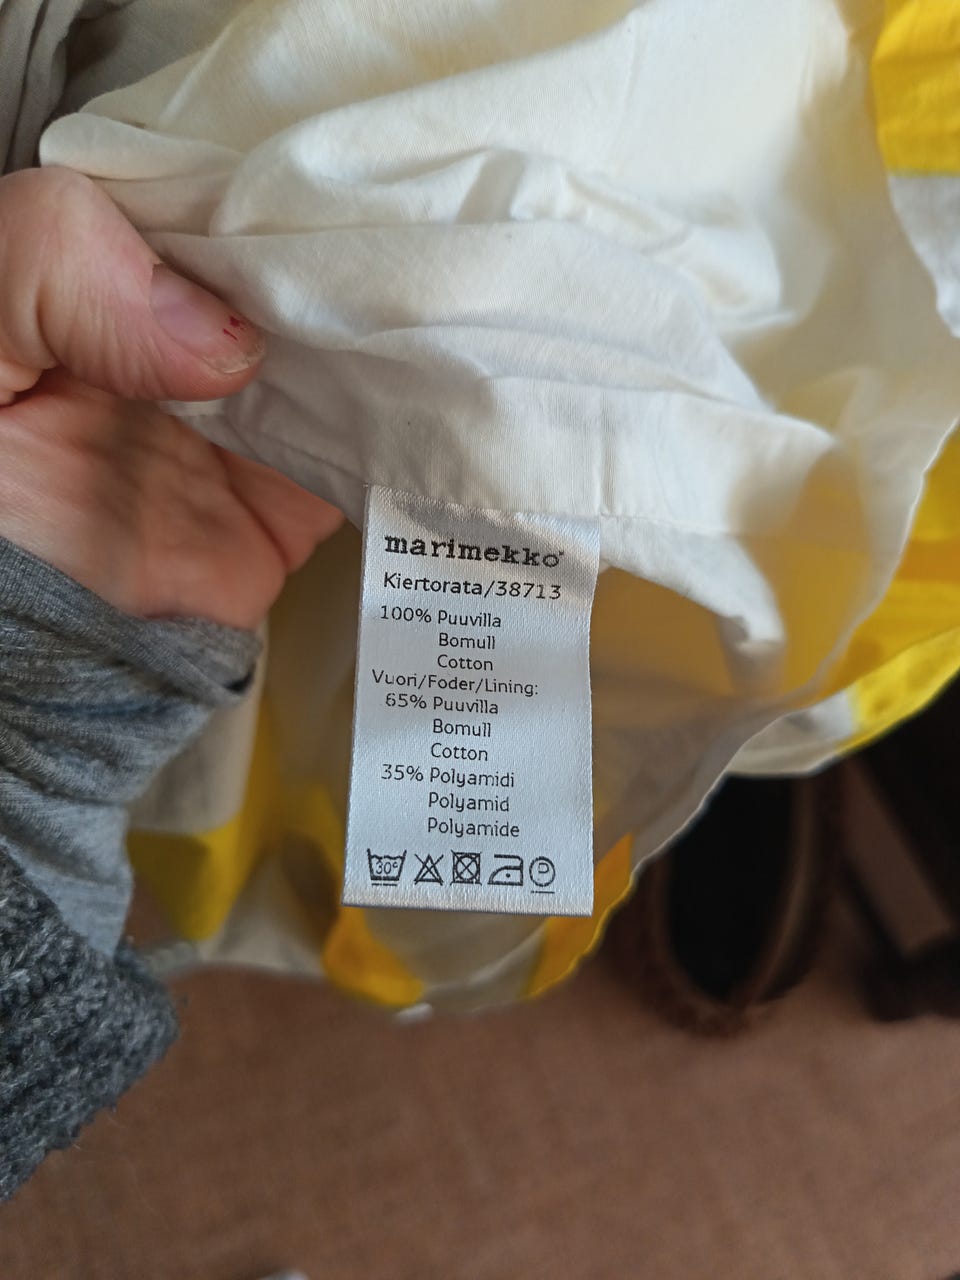 marimekko®
Kiertorata/38713
100% Puuvilla
Bomull
Cotton
Vuori/Foder/Lining:
65% Puuvilla
Bomull
Cotton
35% Polyamidi
Polyamid
Polyamide
30° P